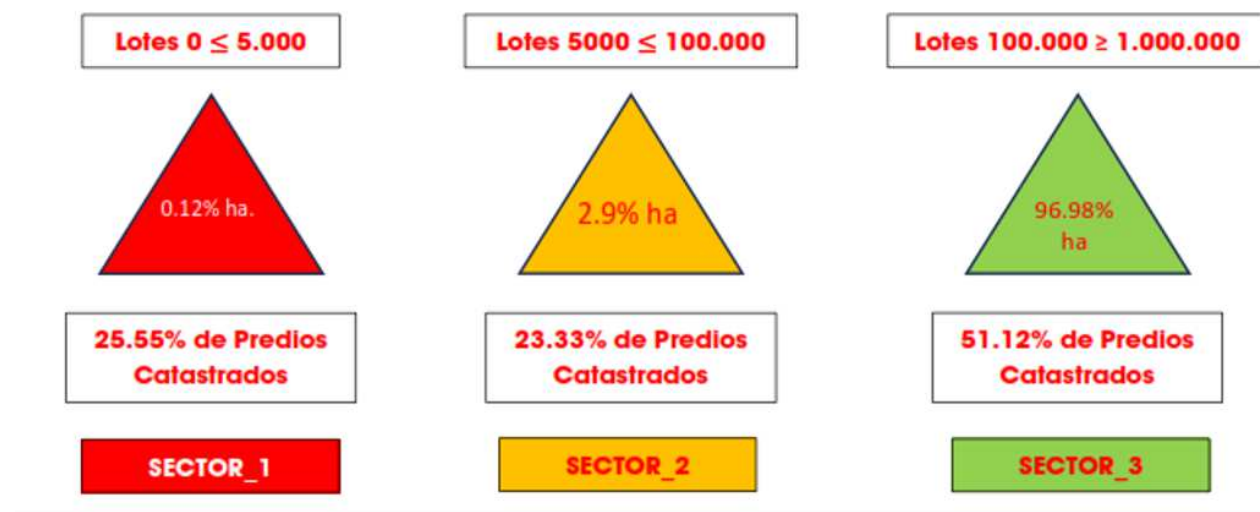 Lotes 0 ≤ 5.000
Lotes 5000 ≤ 100.000
Lotes 100.000 ≥ 1.000.000
0.12% ha.
2.9% ha
96.98%
ha
25.55% de Predios
Catastrados
23.33% de Predios
Catastrados
51.12% de Predios
Catastrados
SECTOR_1
SECTOR_2
SECTOR_3